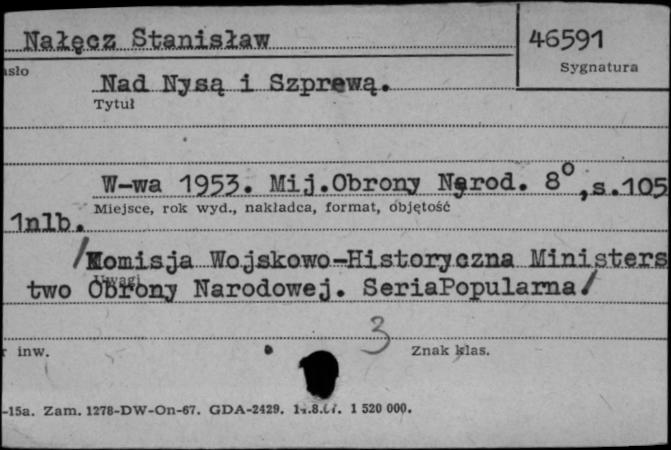 Nałęcz Stanisław
46591
asło
Sygnatura
Nad Nysą i Szprewą.
Tytuł
W-wa 1953. Mij.Obrony Narod. 8°, s.105
Miejsce, rok wyd., nakładca, format, objętość
1nlb.
/Komisja Wojskowo-Historyczna Ministers
Uwagi
two Obrony Narodowej. SeriaPopularna/
3
r inw.
Znak klas.
-15a. Zam. 1278-DW-On-67. GDA-2429. 1 520 000.